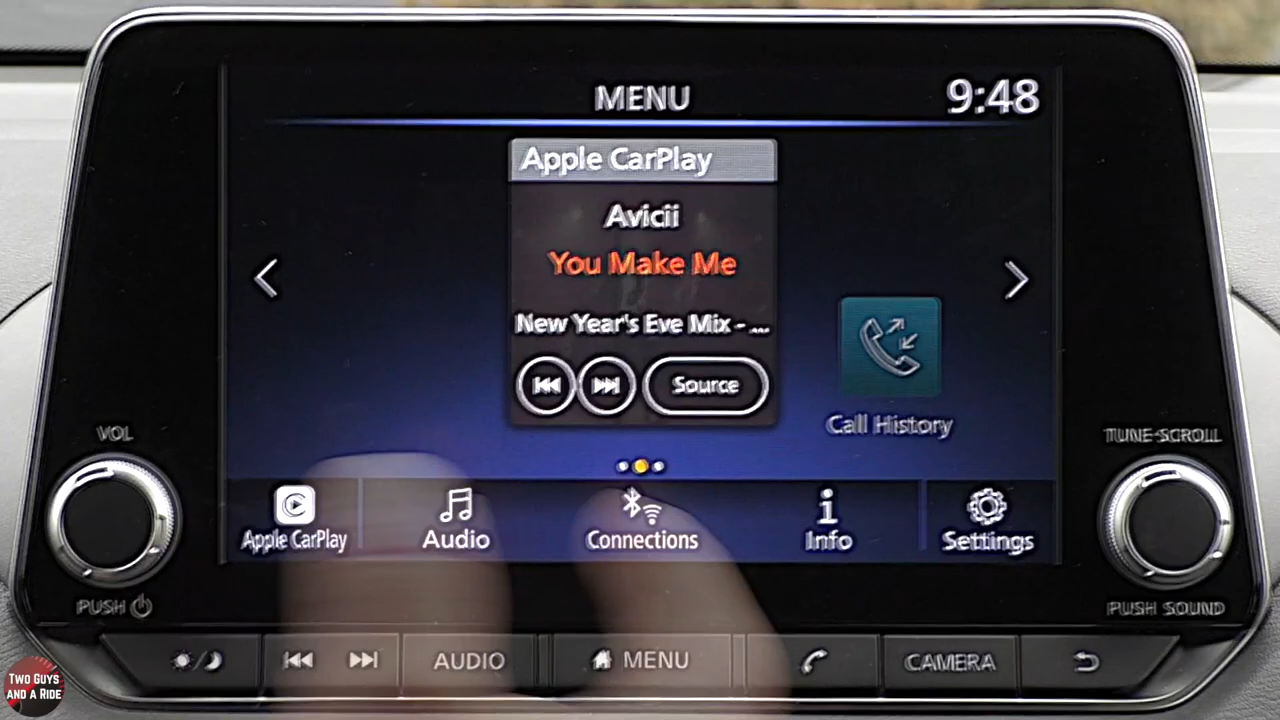 MENU
9:48
Apple CarPlay
Avicii
You Make Me
New Year's Eve Mix - ...
Source
Call History
VOL
TUNE·SCROLL
Apple CarPlay
Audio
Connections
Info
Settings
PUSH
PUSH SOUND
AUDIO
MENU
CAMERA
TWO GUYS
AND A RIDE